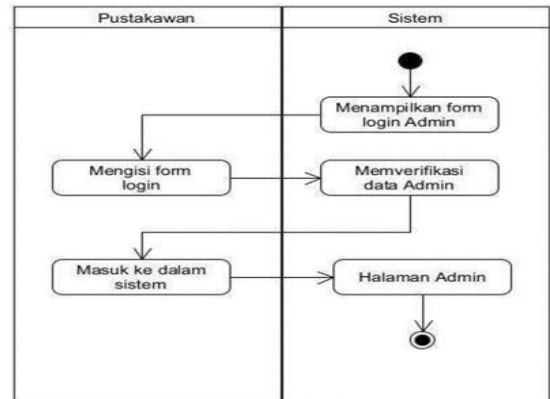 Pustakawan
Sistem
Menampilkan form
login Admin
Mengisi form
login
Memverifikasi
data Admin
Masuk ke dalam
sistem
Halaman Admin